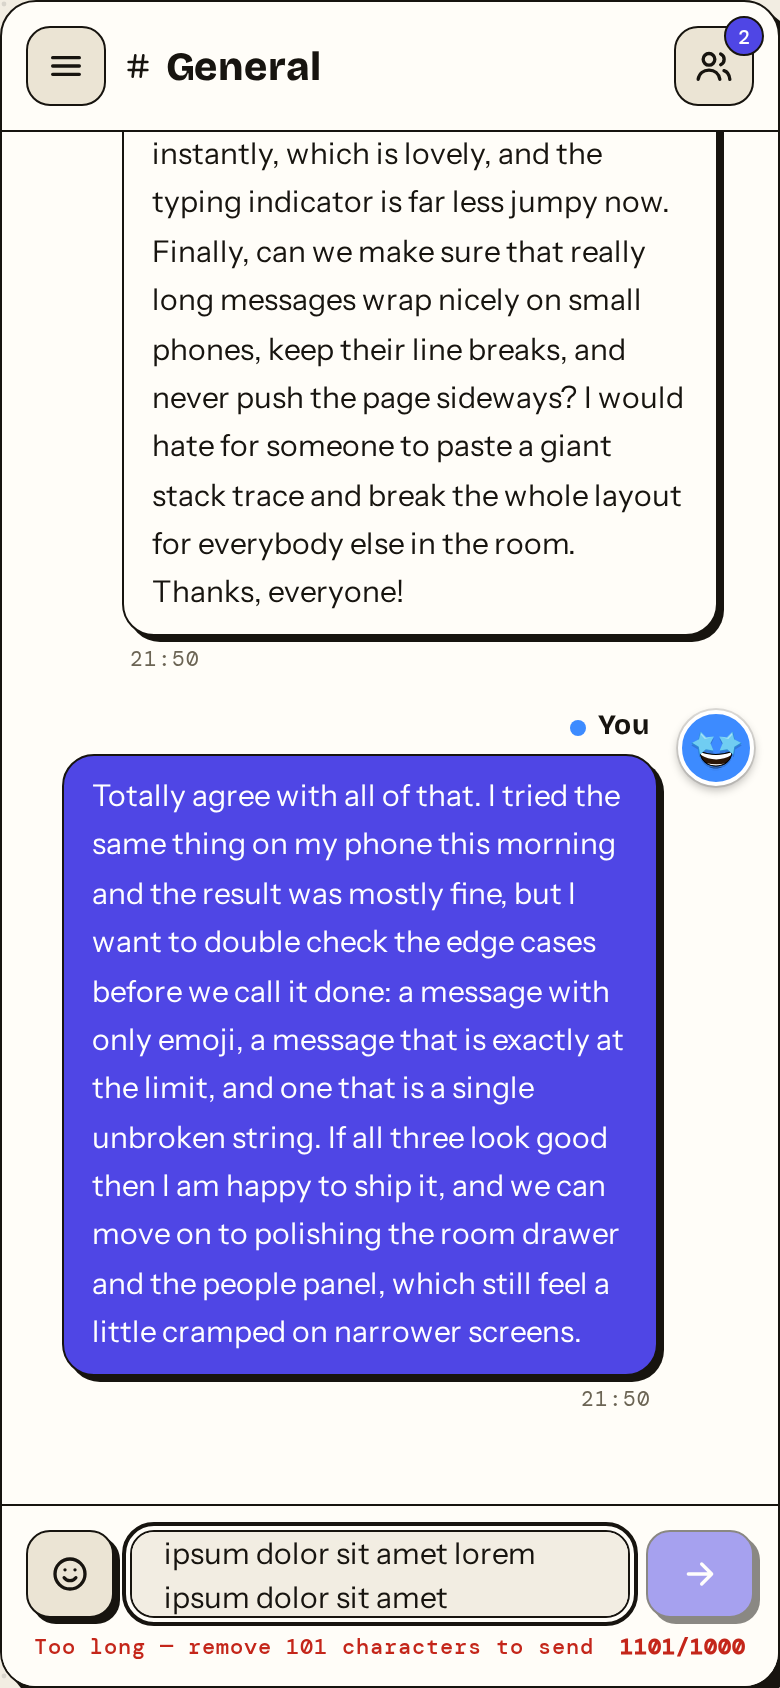 # General
2
instantly, which is lovely, and the
typing indicator is far less jumpy now.
Finally, can we make sure that really
long messages wrap nicely on small
phones, keep their line breaks, and
never push the page sideways? I would
hate for someone to paste a giant
stack trace and break the whole layout
for everybody else in the room.
Thanks, everyone!
21:50
You
Totally agree with all of that. I tried the
same thing on my phone this morning
and the result was mostly fine, but I
want to double check the edge cases
before we call it done: a message with
only emoji, a message that is exactly at
the limit, and one that is a single
unbroken string. If all three look good
then I am happy to ship it, and we can
move on to polishing the room drawer
and the people panel, which still feel a
little cramped on narrower screens.
21:50
ipsum dolor sit amet lorem
ipsum dolor sit amet
Too long — remove 101 characters to send 1101/1000